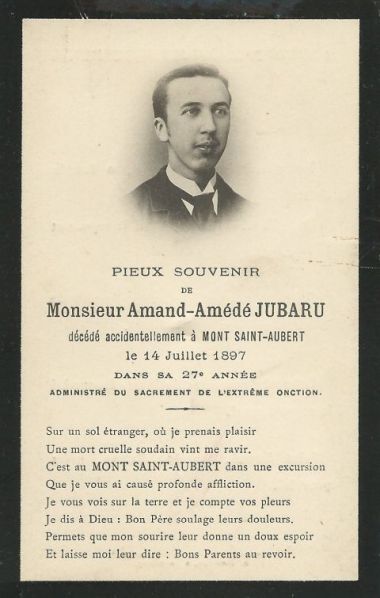 PIEUX SOUVENIR
DE
Monsieur Amand-Amédé JUBARU
décédé accidentellement à MONT SAINT-AUBERT
le 14 Juillet 1897
DANS SA 27e ANNÉE
ADMINISTRÉ DU SACREMENT DE L'EXTRÊME ONCTION.
Sur un sol étranger, où je prenais plaisir
Une mort cruelle soudain vint me ravir.
C'est au MONT SAINT-AUBERT dans une excursion
Que je vous ai causé profonde affliction.
Je vous vois sur la terre et je compte vos pleurs
Je dis à Dieu : Bon Père soulage leurs douleurs.
Permets que mon sourire leur donne un doux espoir
Et laisse moi leur dire : Bons Parents au revoir.